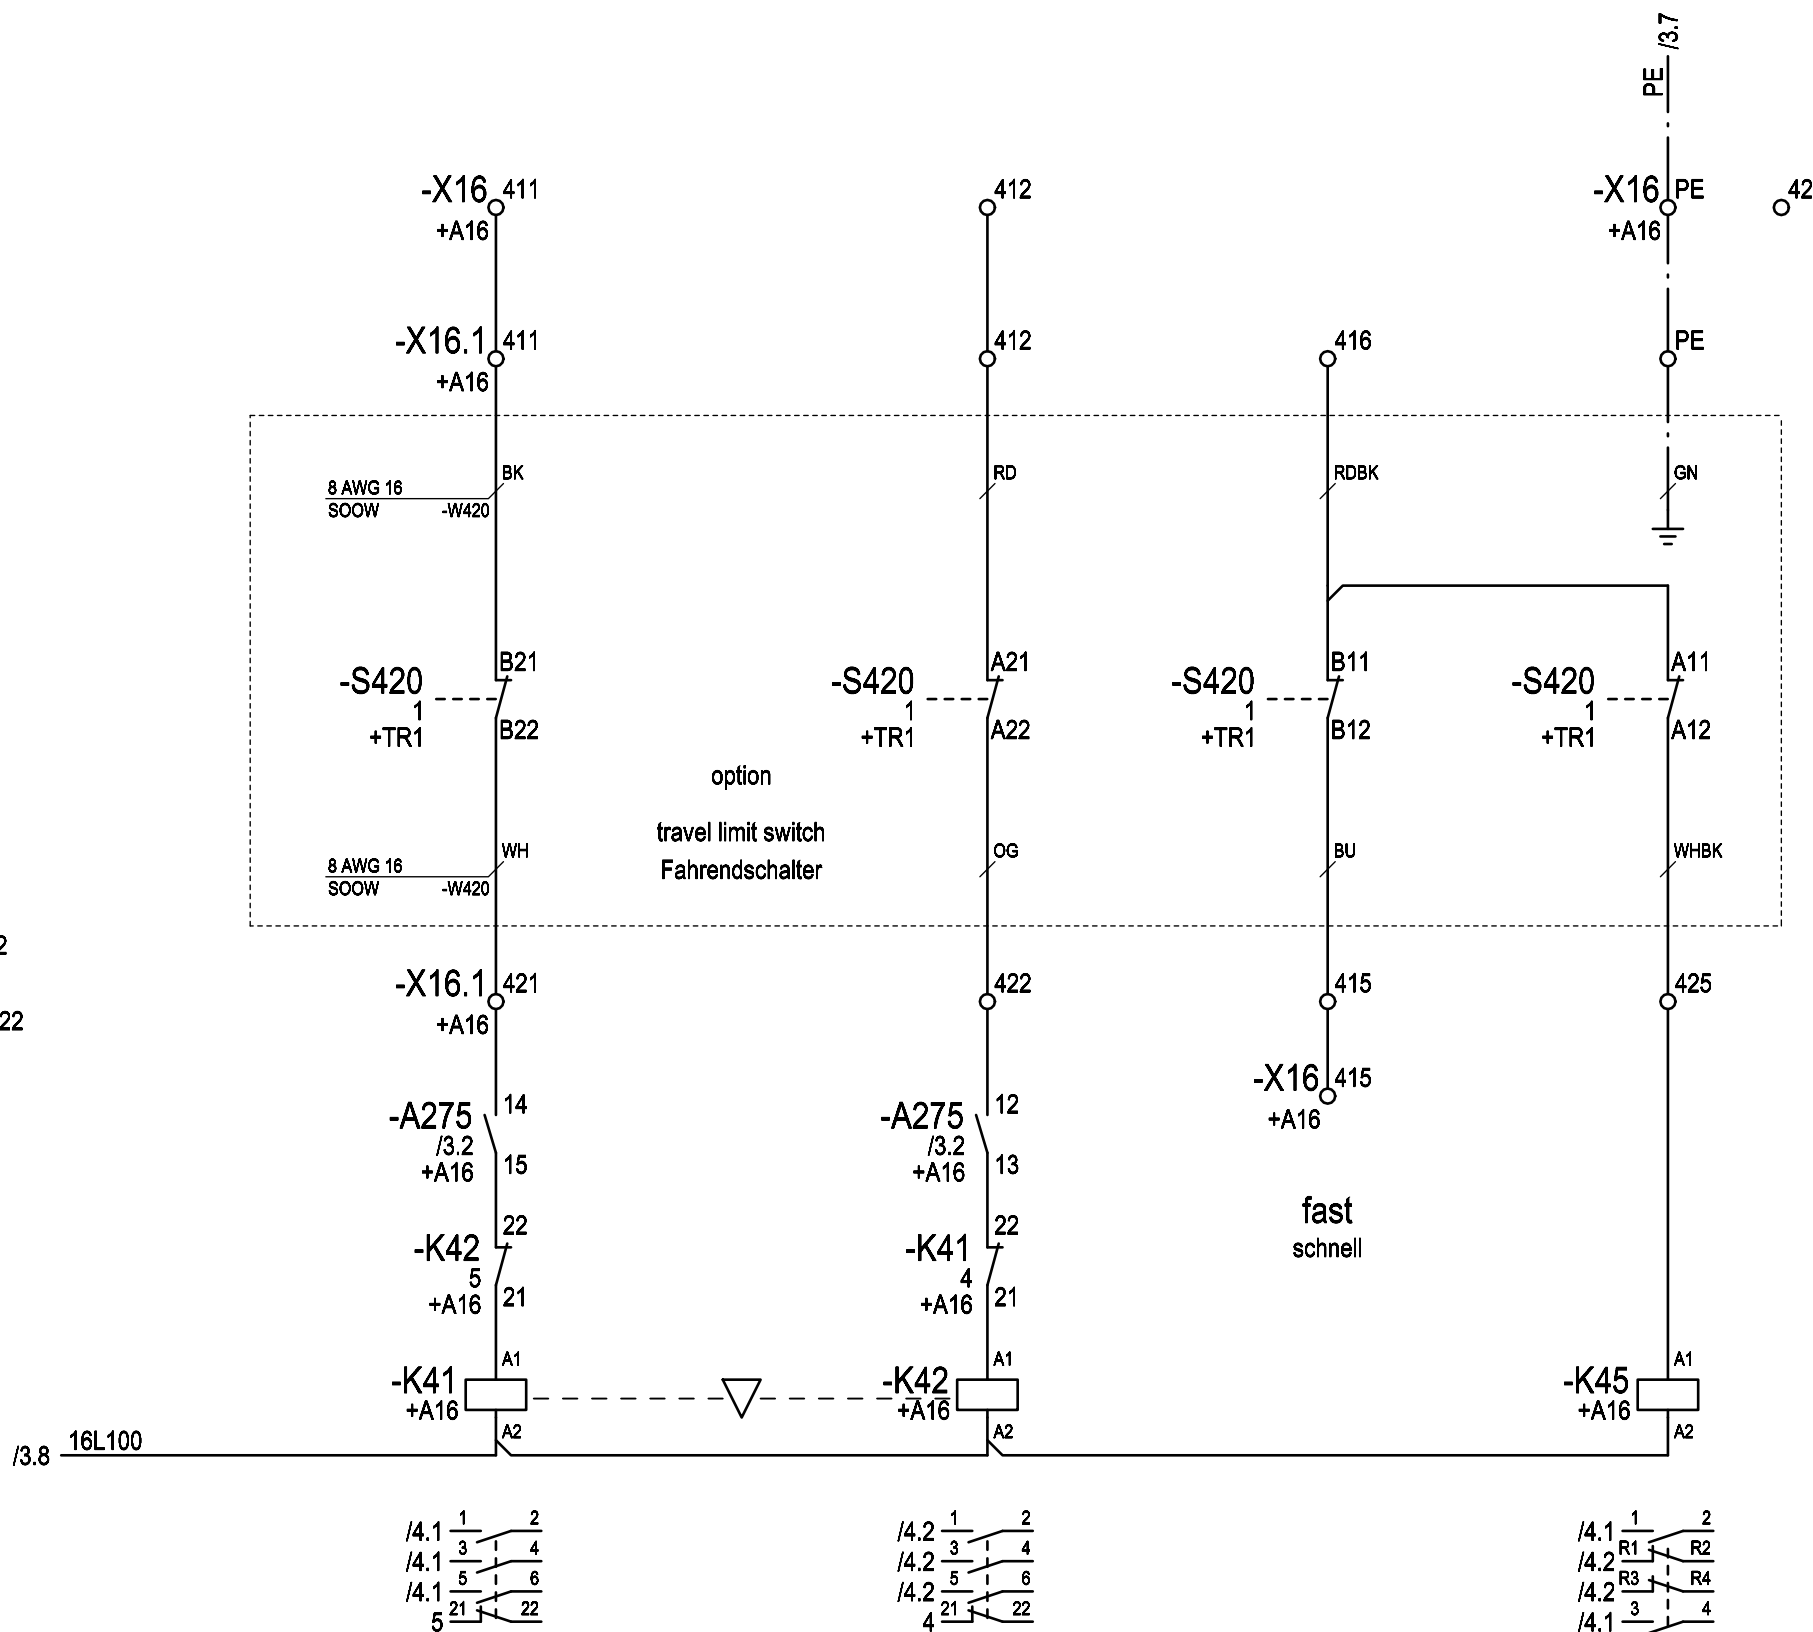 /3.7
PE
-X16 411
+A16
412
-X16 PE
+A16
42
-X16.1 411
+A16
412
416
PE
BK
8 AWG 16
SOOW -W420
RD
RDBK
GN
B21
-S420
1
+TR1
B22
A21
-S420
1
+TR1
A22
B11
-S420
1
+TR1
B12
A11
-S420
1
+TR1
A12
option
travel limit switch
Fahrendschalter
WH
8 AWG 16
SOOW -W420
OG
BU
WHBK
2
22
-X16.1 421
+A16
422
415
425
-X16 415
+A16
14
-A275
/3.2
+A16 15
12
-A275
/3.2
+A16 13
fast
schnell
22
-K42
5
+A16 21
22
-K41
4
+A16 21
A1
-K41
+A16
A2
A1
-K42
+A16
A2
A1
-K45
+A16
A2
/3.8 16L100
/4.1 1 2
/4.1 3 4
/4.1 5 6
5 21 22
/4.2 1 2
/4.2 3 4
/4.2 5 6
4 21 22
/4.1 1 2
/4.2 R1 R2
/4.2 R3 R4
/4.1 3 4